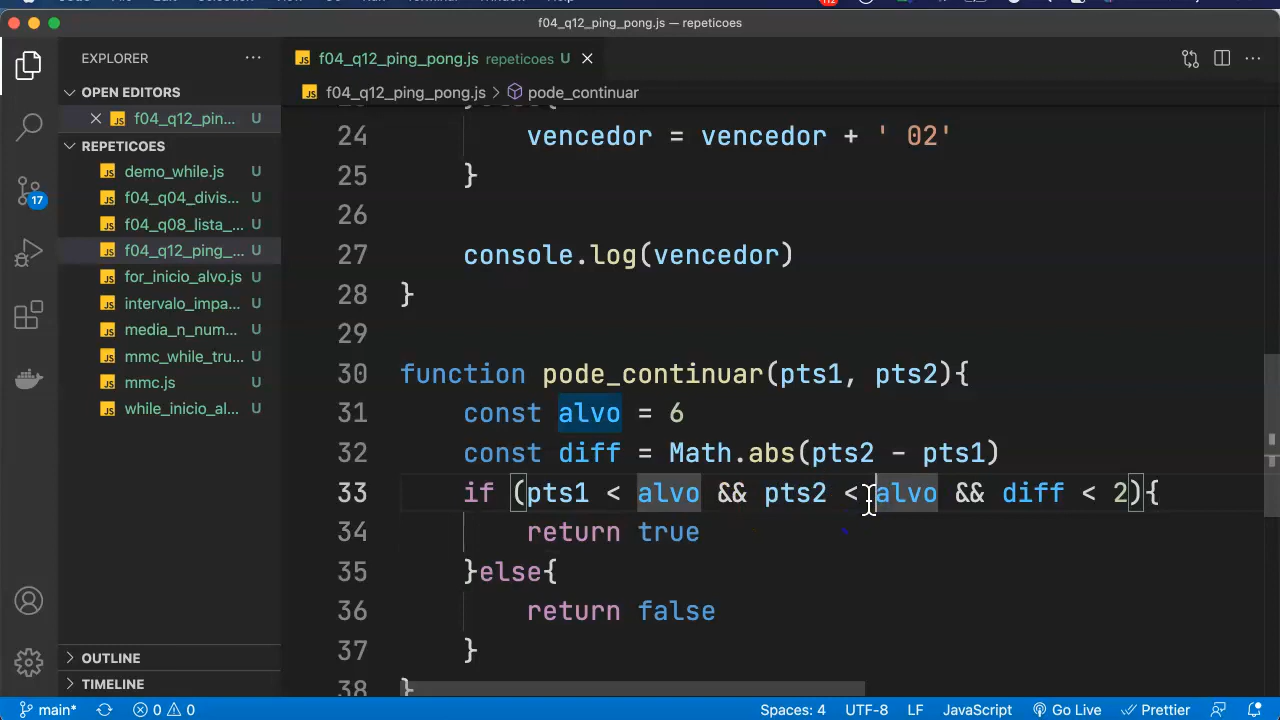 f04_q12_ping_pong.js — repeticoes
EXPLORER
OPEN EDITORS
f04_q12_pin... U
REPETICOES
demo_while.js U
f04_q04_divis... U
f04_q08_lista_... U
f04_q12_ping_... U
for_inicio_alvo.js U
intervalo_impa... U
media_n_num... U
mmc_while_tru... U
mmc.js U
while_inicio_al... U
OUTLINE
TIMELINE
17
f04_q12_ping_pong.js repeticoes U
f04_q12_ping_pong.js > pode_continuar
24 vencedor = vencedor + ' 02'
25 }
26
27 console.log(vencedor)
28 }
29
30 function pode_continuar(pts1, pts2){
31 const alvo = 6
32 const diff = Math.abs(pts2 - pts1)
33 if (pts1 < alvo && pts2 < alvo && diff < 2){
34 return true
35 }else{
36 return false
37 }
38 }
main* 0 0 Spaces: 4 UTF-8 LF JavaScript Go Live Prettier